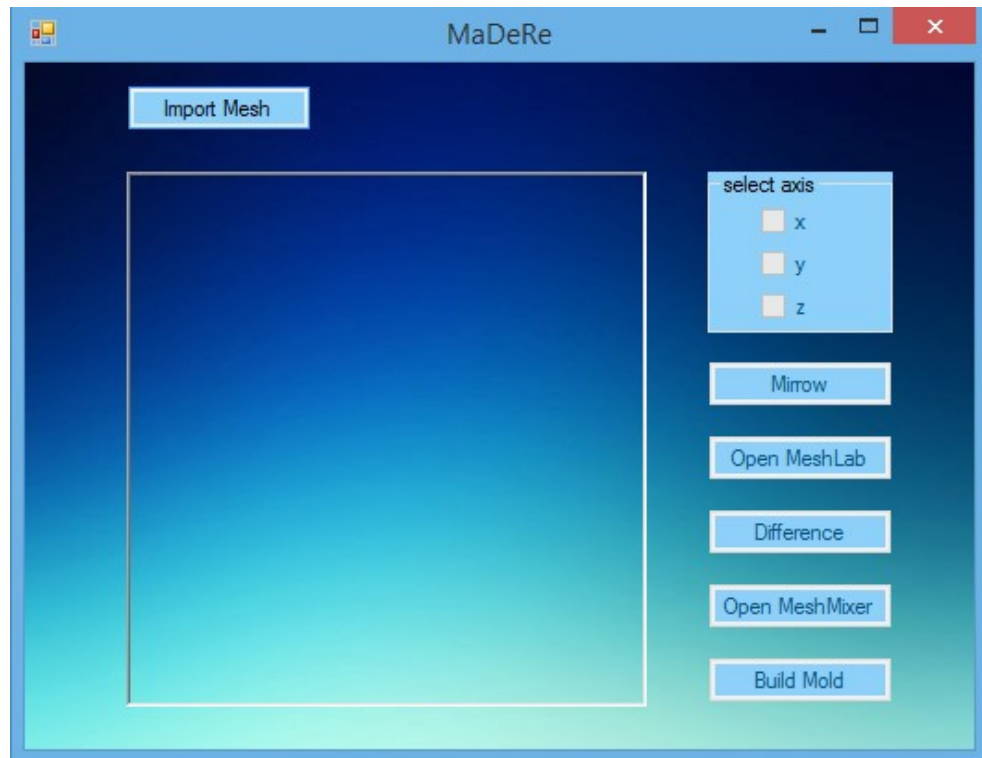 MaDeRe
Import Mesh
select axis
x
y
z
Mirrow
Open MeshLab
Difference
Open MeshMixer
Build Mold